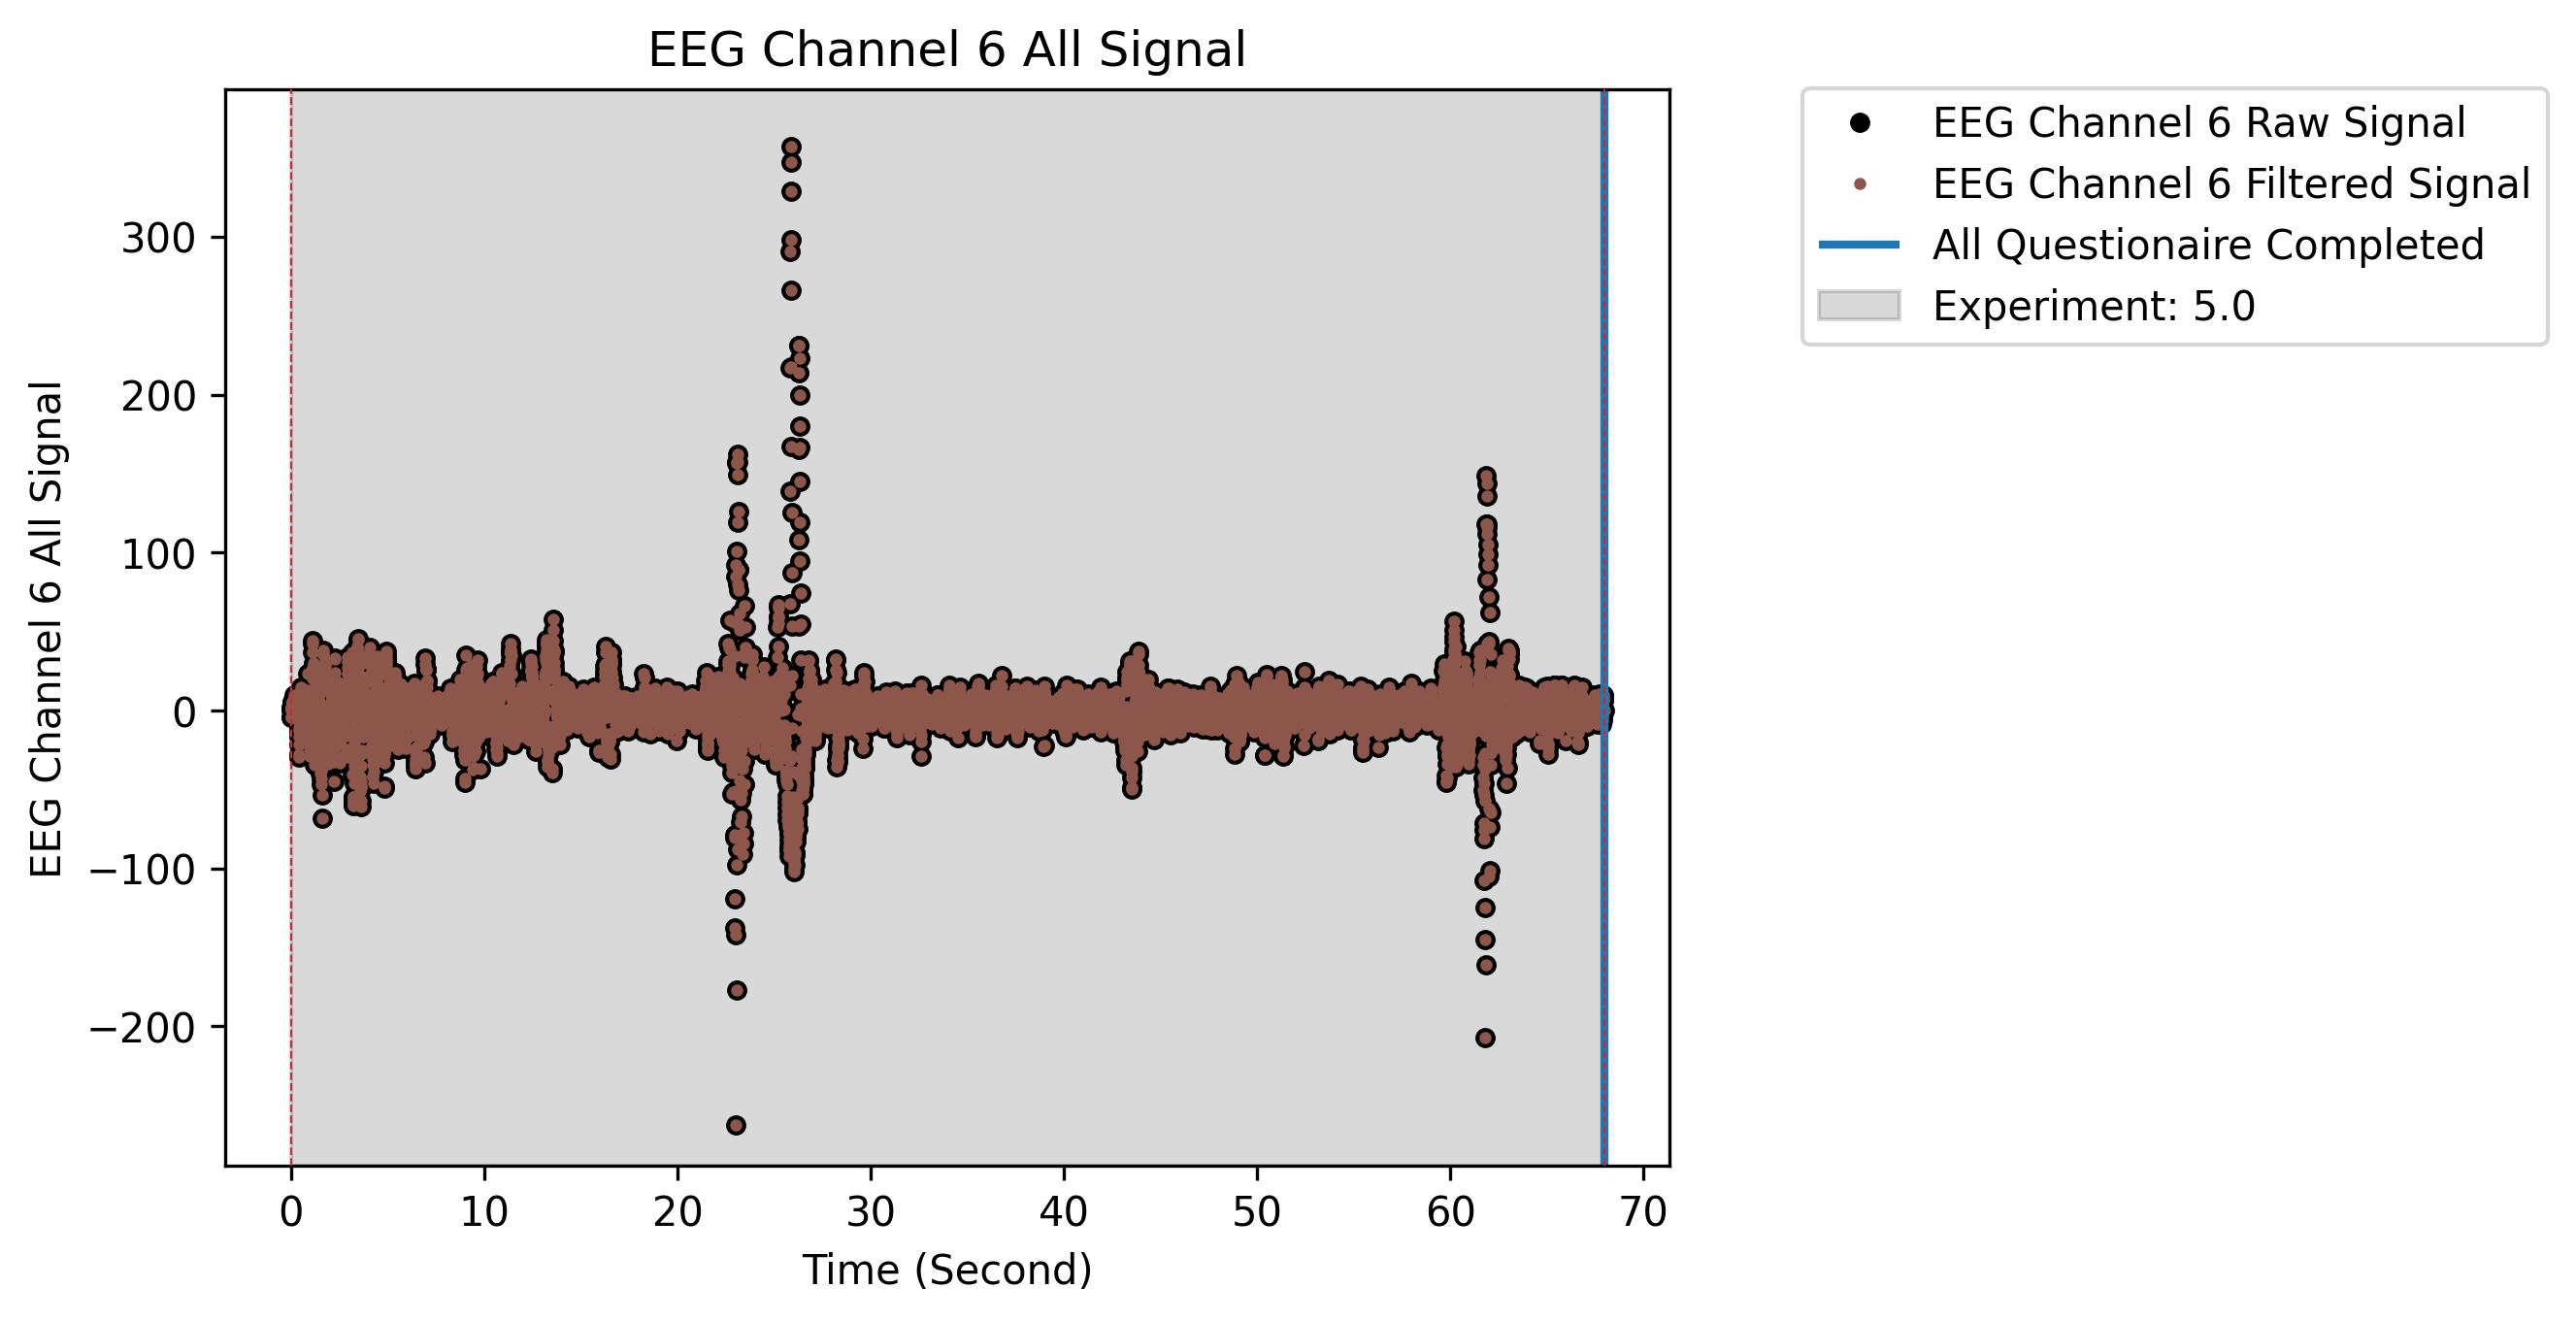 EEG Channel 6 All Signal
EEG Channel 6 Raw Signal
EEG Channel 6 Filtered Signal
All Questionaire Completed
Experiment: 5.0
EEG Channel 6 All Signal
300
200
100
0
−100
−200
0 10 20 30 40 50 60 70
Time (Second)